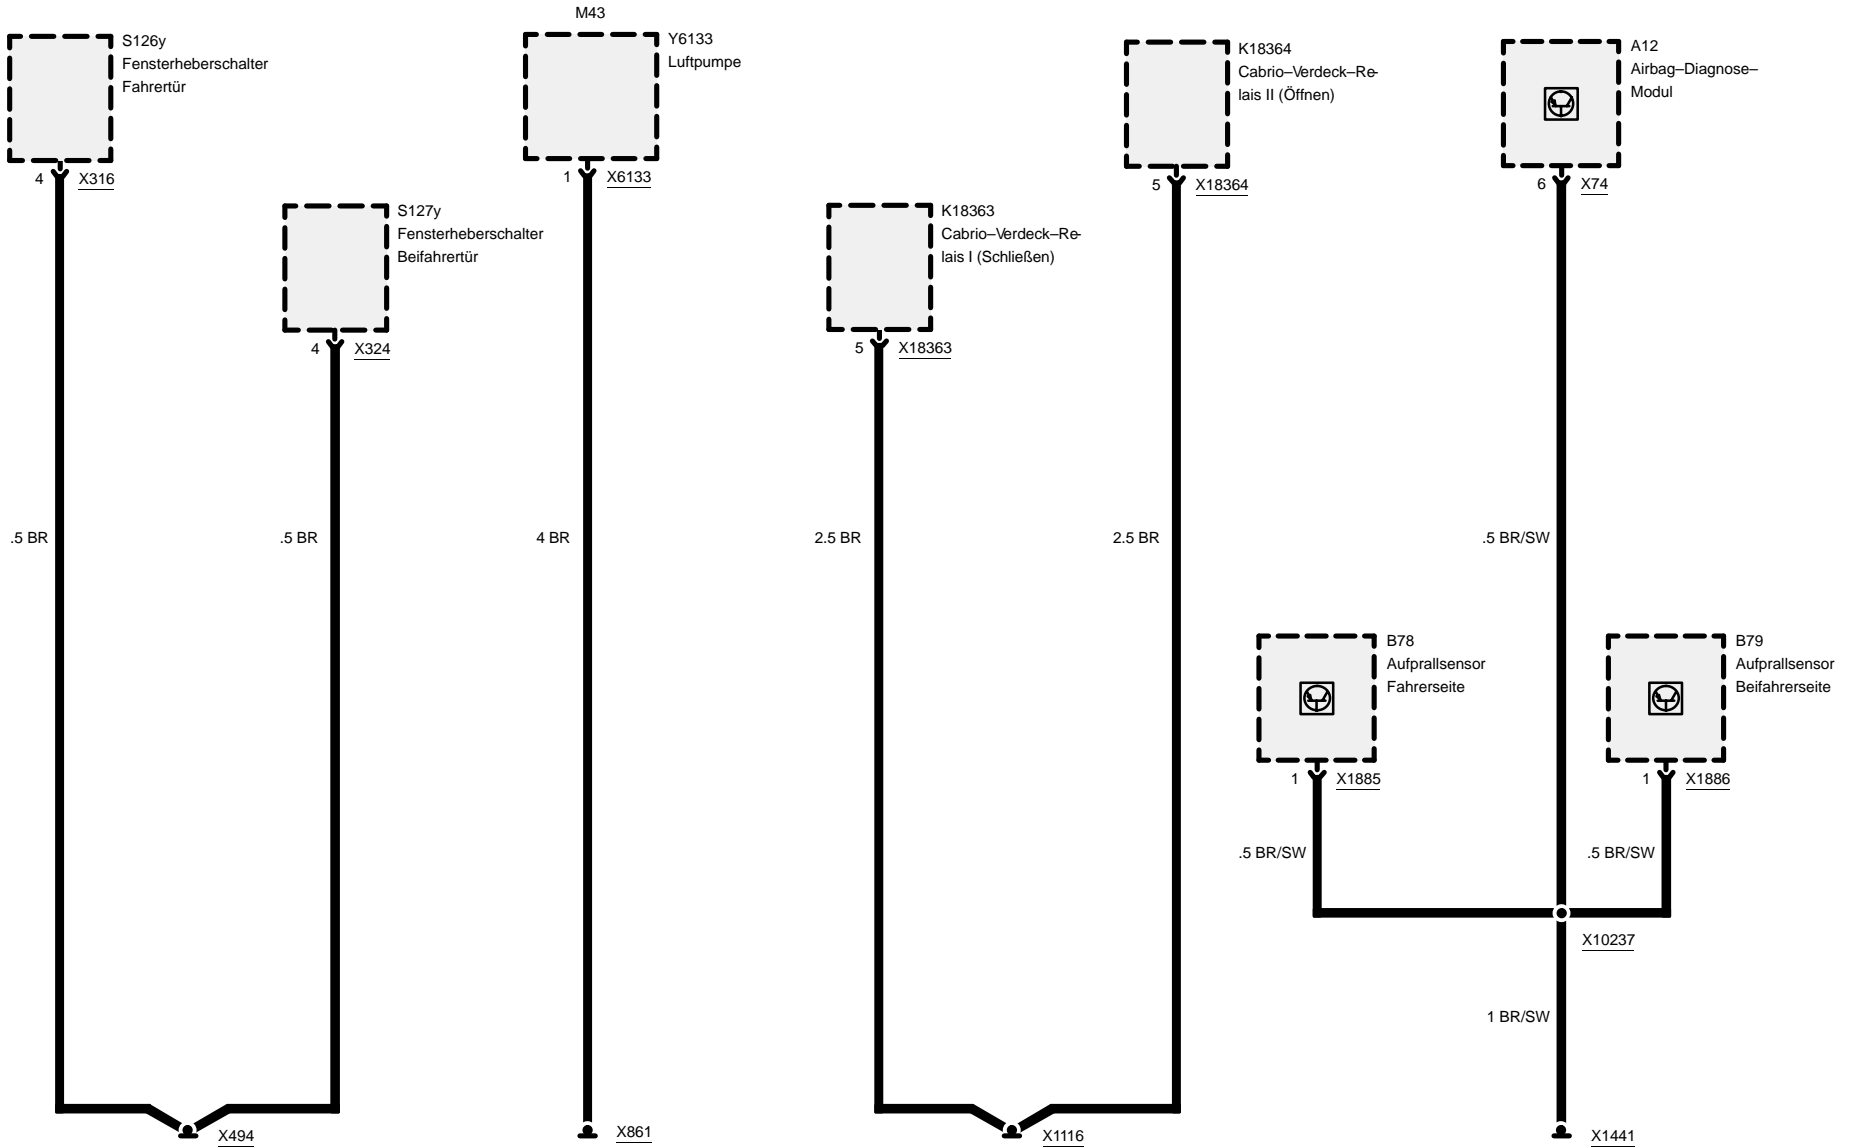 M43
S126y
Fensterheberschalter
Fahrertür
Y6133
Luftpumpe
K18364
Cabrio–Verdeck–Re-
lais II (Öffnen)
A12
Airbag–Diagnose–
Modul
4 X316
1 X6133
5 X18364
6 X74
S127y
Fensterheberschalter
Beifahrertür
K18363
Cabrio–Verdeck–Re-
lais I (Schließen)
4 X324
5 X18363
.5 BR
.5 BR
4 BR
2.5 BR
2.5 BR
.5 BR/SW
B78
Aufprallsensor
Fahrerseite
B79
Aufprallsensor
Beifahrerseite
1 X1885
1 X1886
.5 BR/SW
.5 BR/SW
X10237
1 BR/SW
X494
X861
X1116
X1441